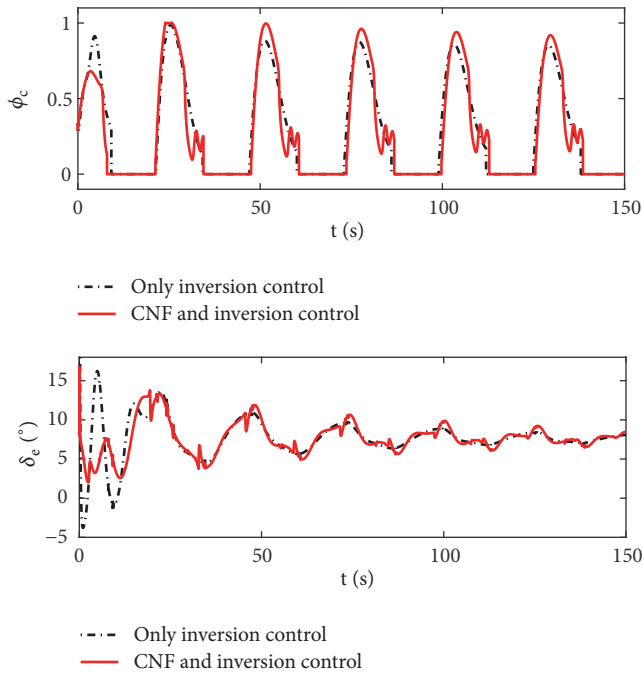 1
0.5
0
ϕc
0
50
100
150
t (s)
Only inversion control
CNF and inversion control
15
10
5
0
−5
δe (°)
0
50
100
150
t (s)
Only inversion control
CNF and inversion control